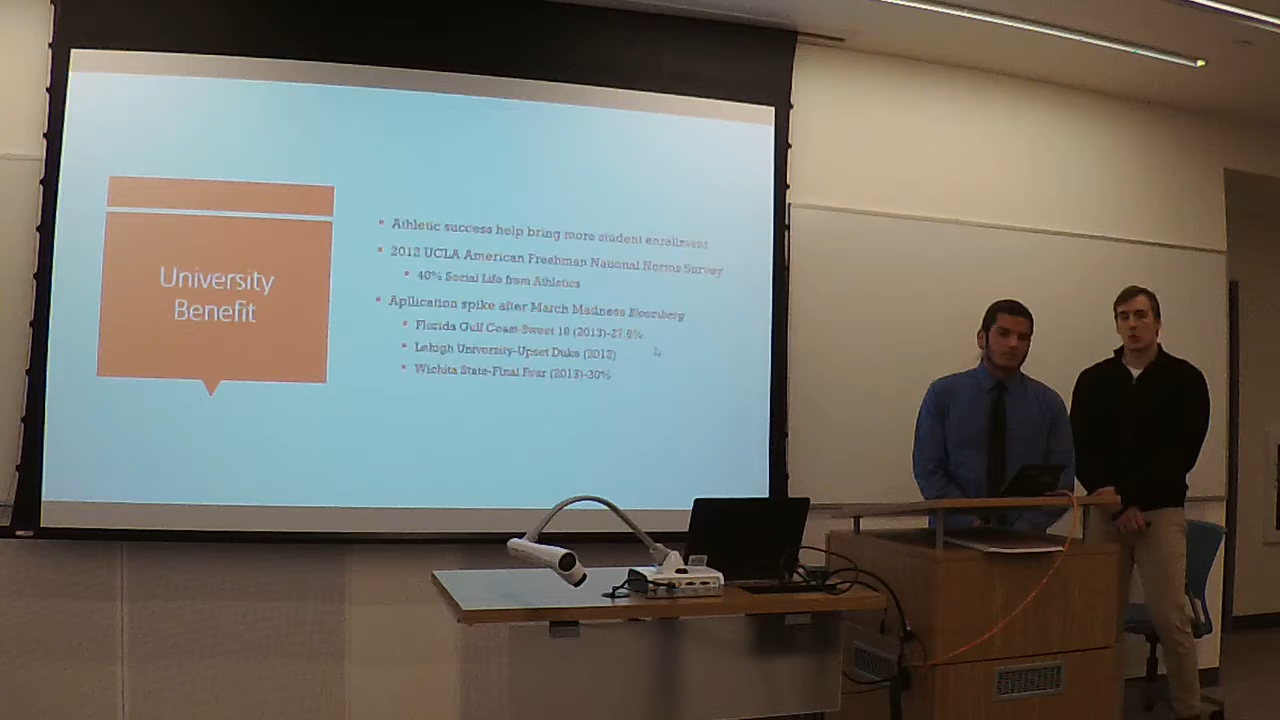 University
Benefit
Athletic success help bring more student enrollment
2012 UCLA American Freshman National Norms Survey
40% Social Life from Athletics
Apllication spike after March Madness Bloomberg
Florida Gulf Coast-Sweet 16 (2013)-27.8%
Lehigh University-Upset Duke (2012)
Wichita State-Final Four (2013)-30%